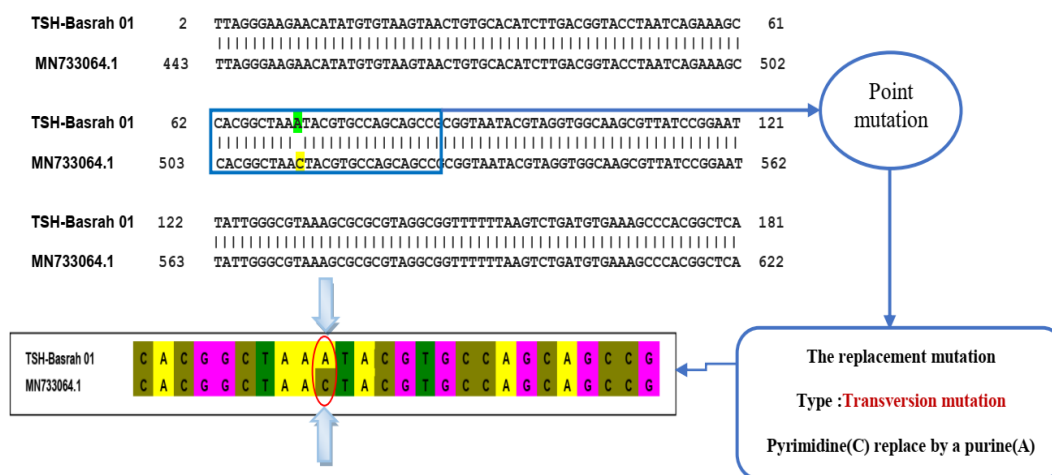 TSH-Basrah 01 2 TTAGGGAAGAACATATGTGTAAGTAACTGTGCACATCTTGACGGTACCTAATCAGAAAGC 61
MN733064.1 443 TTAGGGAAGAACATATGTGTAAGTAACTGTGCACATCTTGACGGTACCTAATCAGAAAGC 502
TSH-Basrah 01 62 CACGGCTAAATACGTGCCAGCAGCCGCGGTAATACGTAGGTGGCAAGCGTTATCCGGAAT 121
MN733064.1 503 CACGGCTAACTACGTGCCAGCAGCCGCGGTAATACGTAGGTGGCAAGCGTTATCCGGAAT 562
TSH-Basrah 01 122 TATTGGGCGTAAAGCGCGCGTAGGCGGTTTTTTAAGTCTGATGTGAAAGCCCACGGCTCA 181
MN733064.1 563 TATTGGGCGTAAAGCGCGCGTAGGCGGTTTTTTAAGTCTGATGTGAAAGCCCACGGCTCA 622
Point
mutation
TSH-Basrah 01 C A C G G C T A A A T A C G T G C C A G C A G C C G
MN733064.1 C A C G G C T A A C T A C G T G C C A G C A G C C G
The replacement mutation
Type :Transversion mutation
Pyrimidine(C) replace by a purine(A)